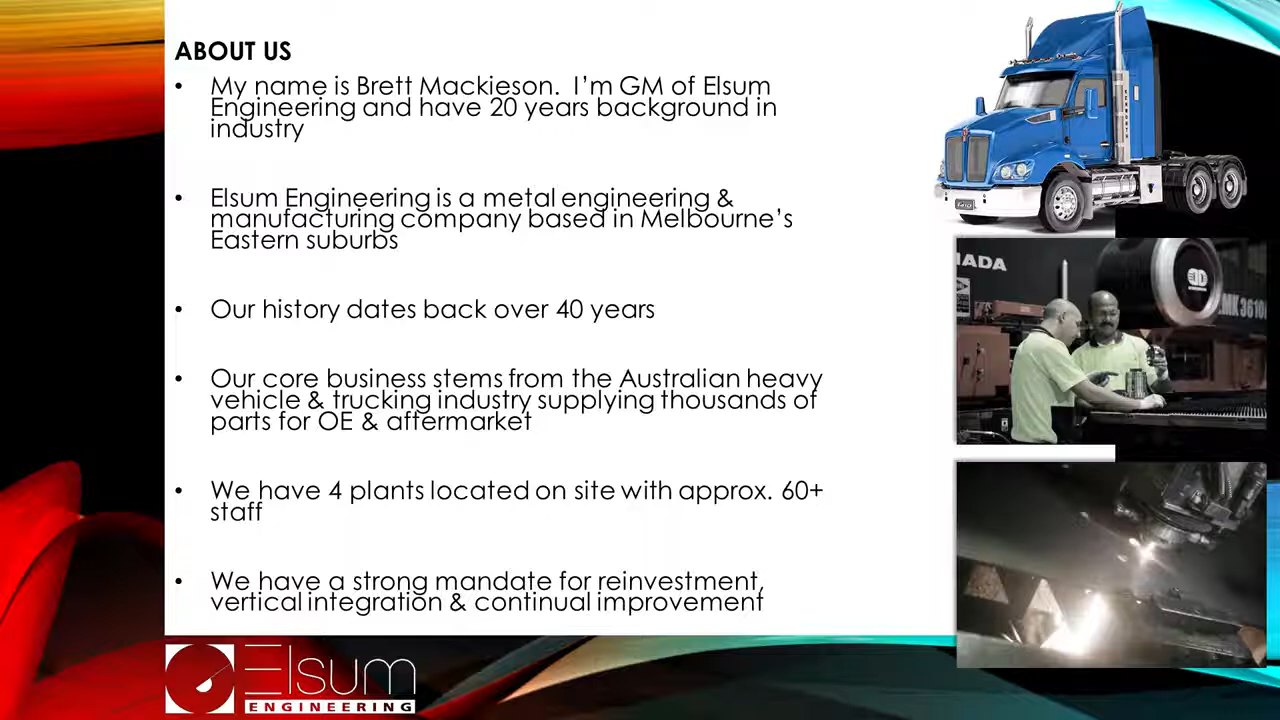 ABOUT US
• My name is Brett Mackieson. I'm GM of Elsum
Engineering and have 20 years background in
industry
• Elsum Engineering is a metal engineering &
manufacturing company based in Melbourne's
Eastern suburbs
• Our history dates back over 40 years
• Our core business stems from the Australian heavy
vehicle & trucking industry supplying thousands of
parts for OE & aftermarket
• We have 4 plants located on site with approx. 60+
staff
• We have a strong mandate for reinvestment,
vertical integration & continual improvement
KENWORTH
Elsum
ENGINEERING